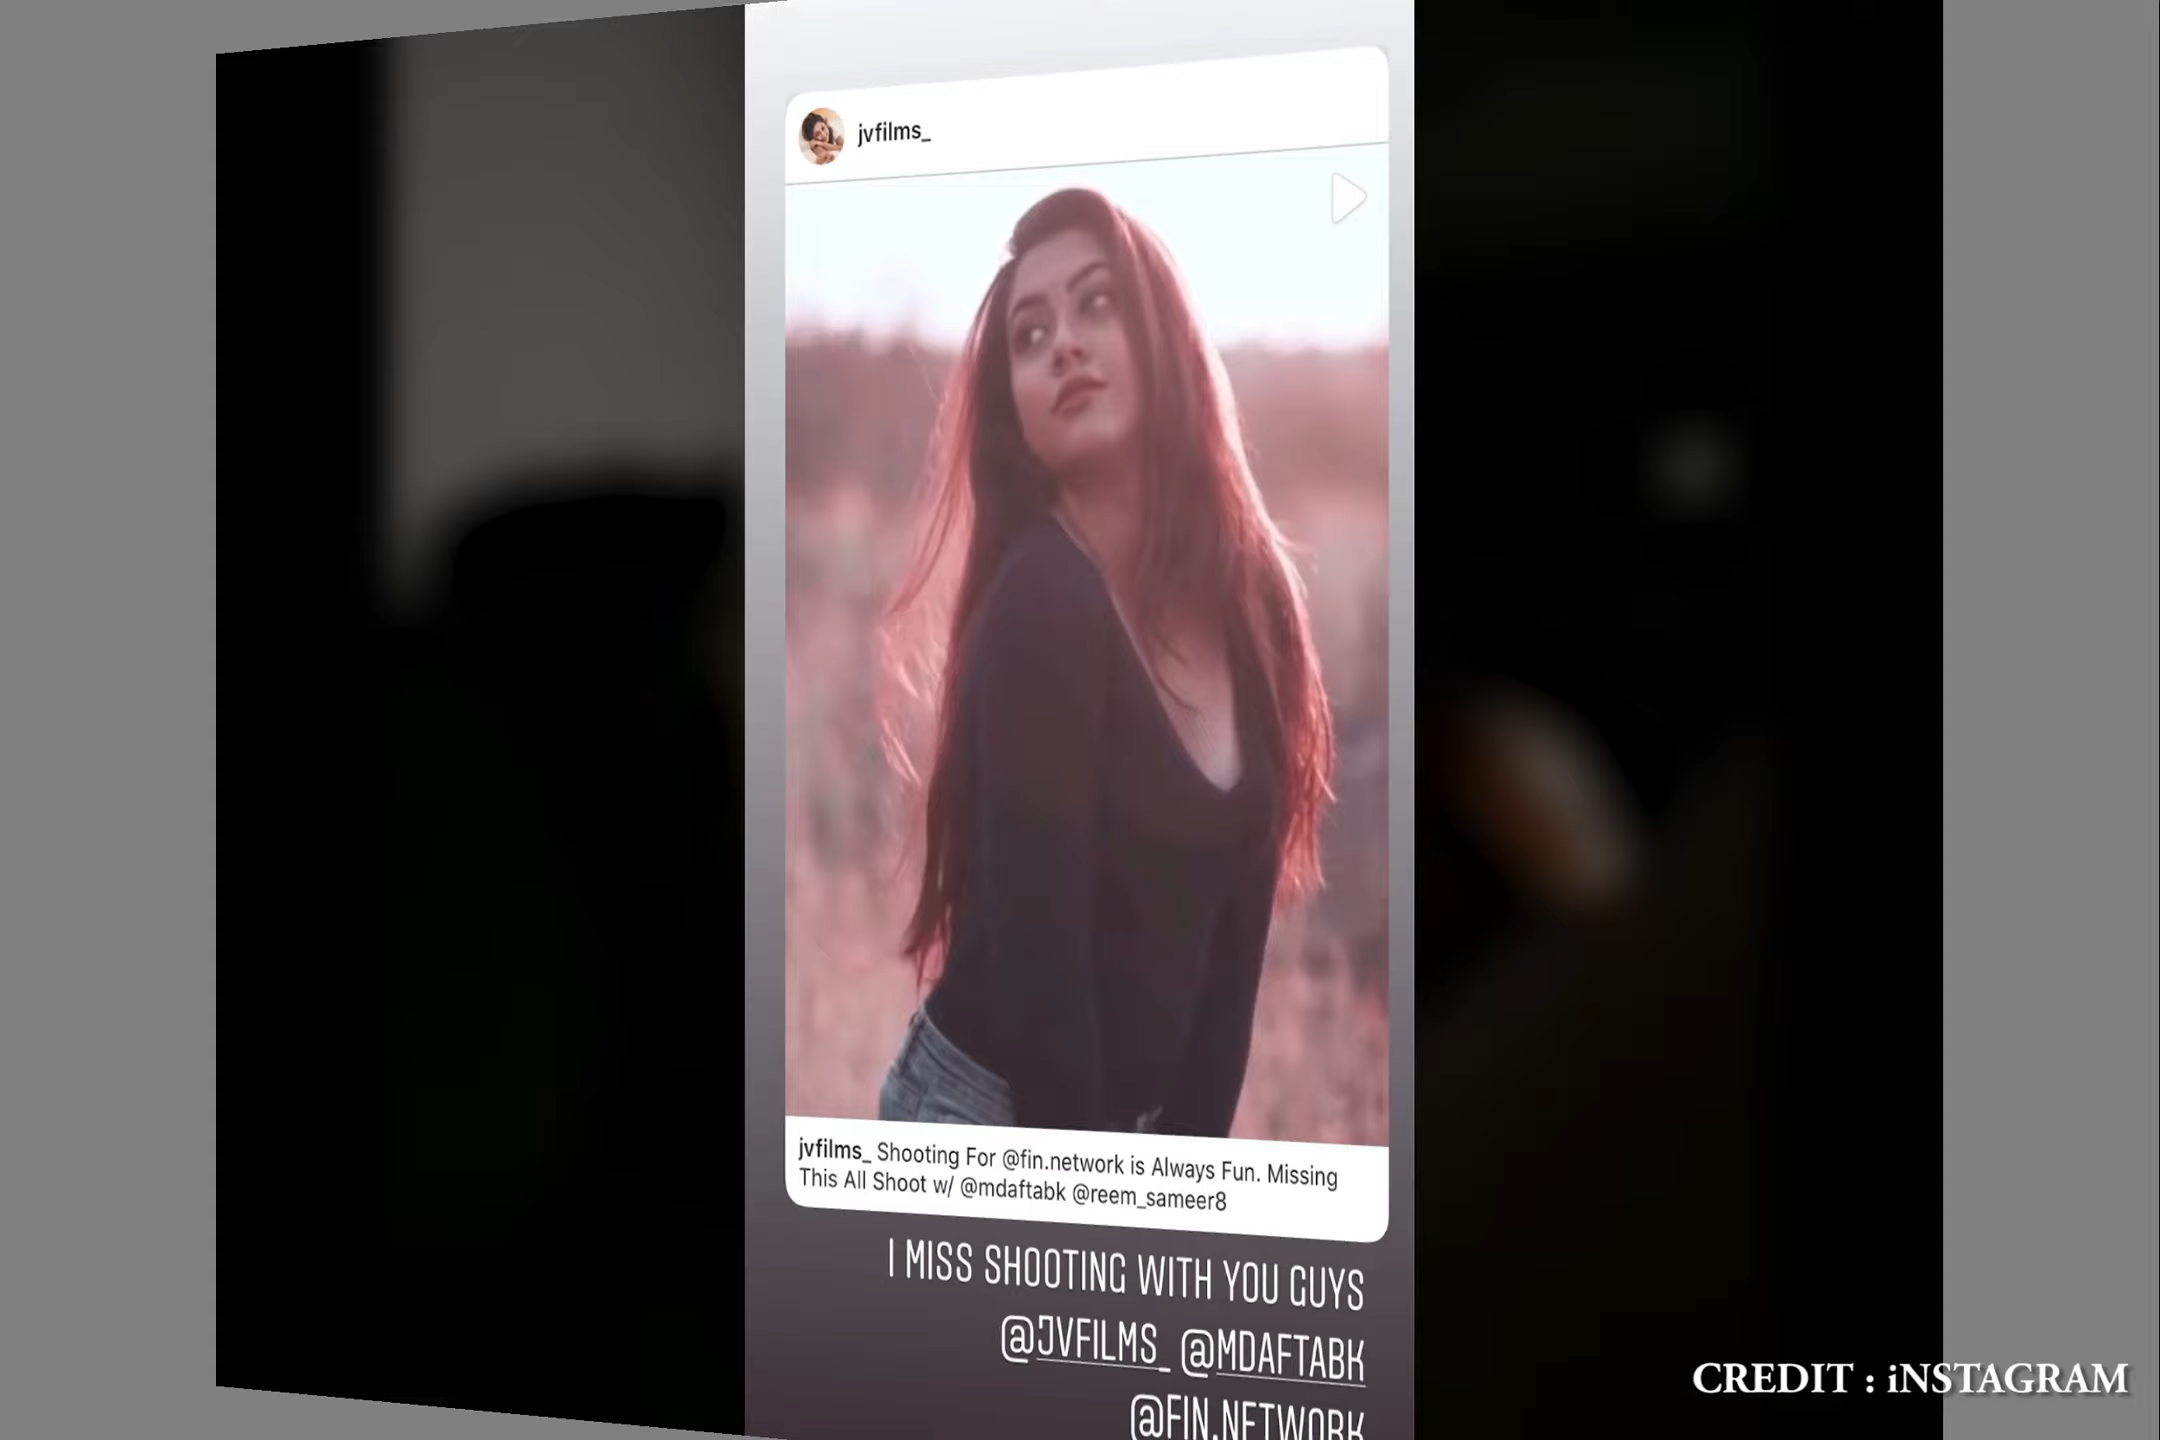 jvfilms_
jvfilms_ Shooting For @fin.network is Always Fun. Missing
This All Shoot w/ @mdaftabk @reem_sameer8
I MISS SHOOTING WITH YOU GUYS
@JVFILMS_ @MDAFTABK
@FIN.NETWORK
CREDIT : iNSTAGRAM